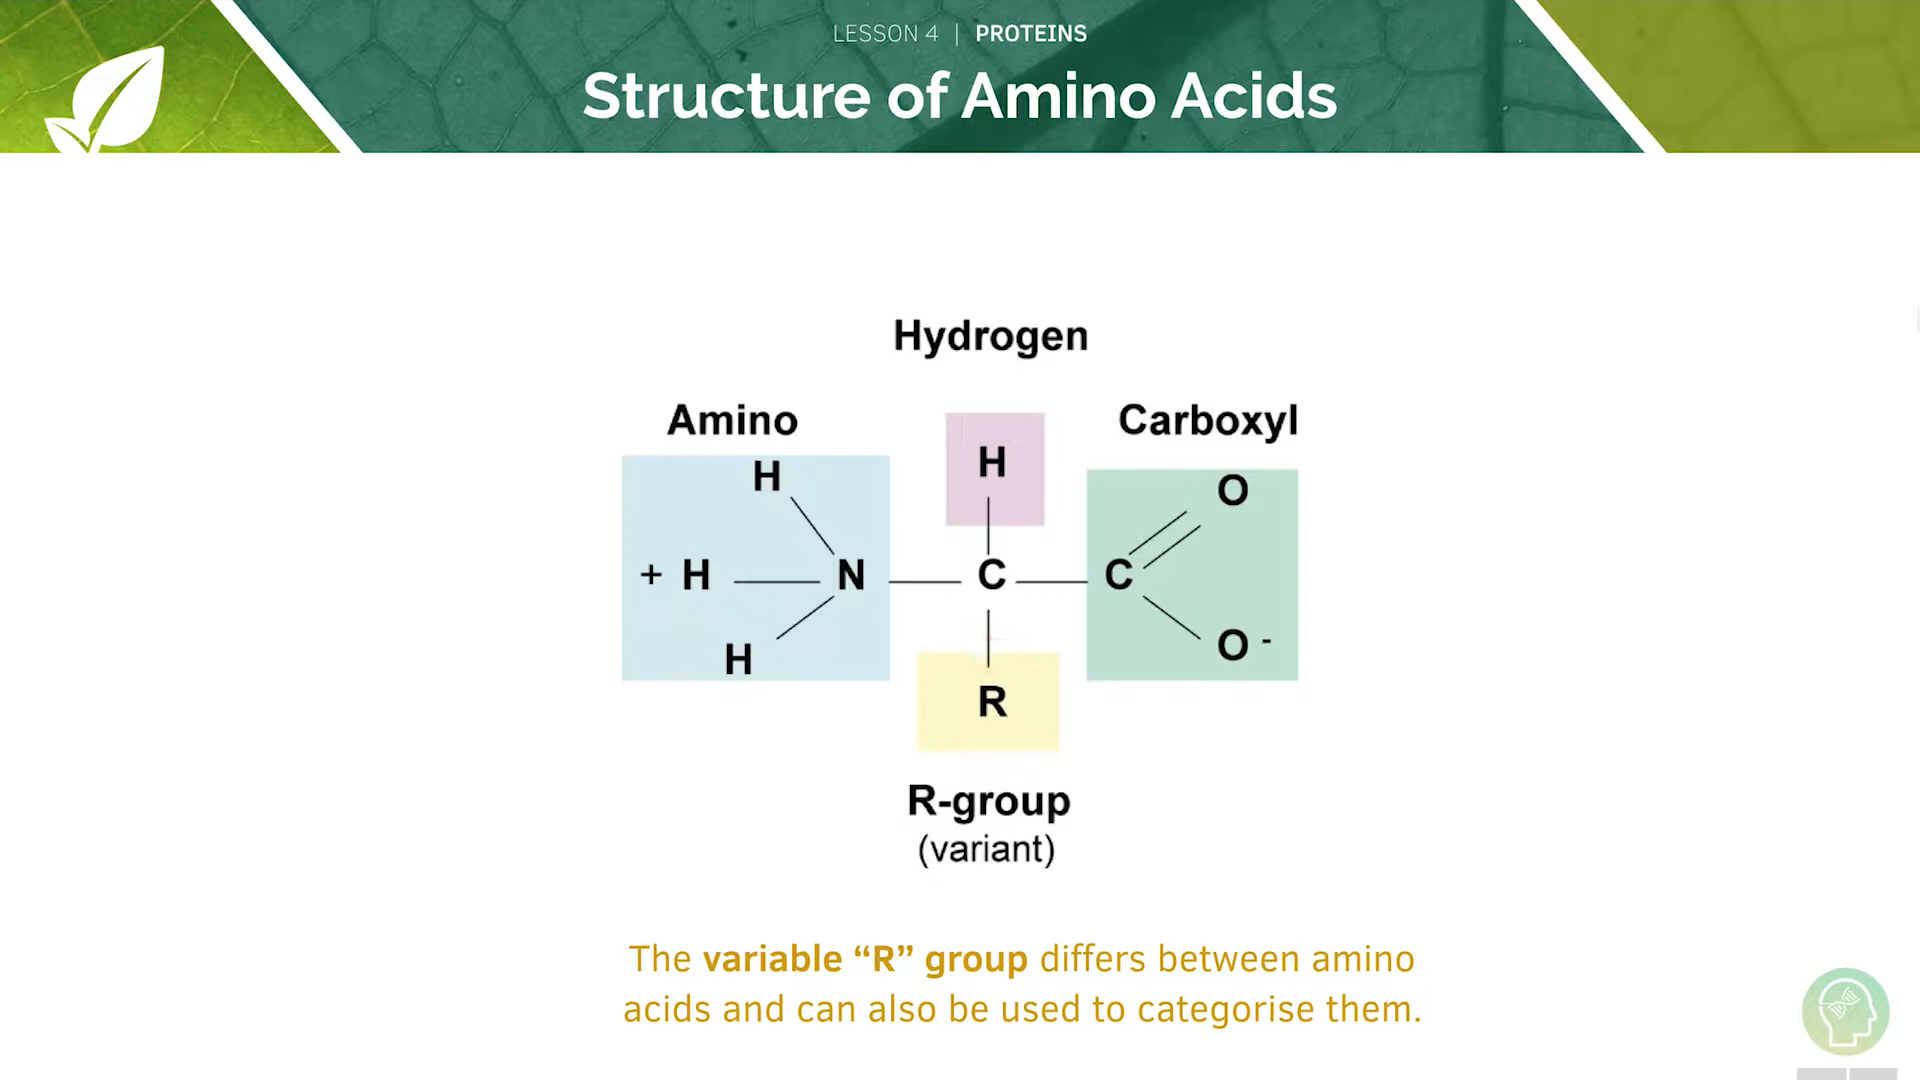 LESSON 4 | PROTEINS
Structure of Amino Acids
Hydrogen
Amino
Carboxyl
H
H
O
+ H
N
C
C
H
O -
R
R-group
(variant)
The variable “R” group differs between amino
acids and can also be used to categorise them.